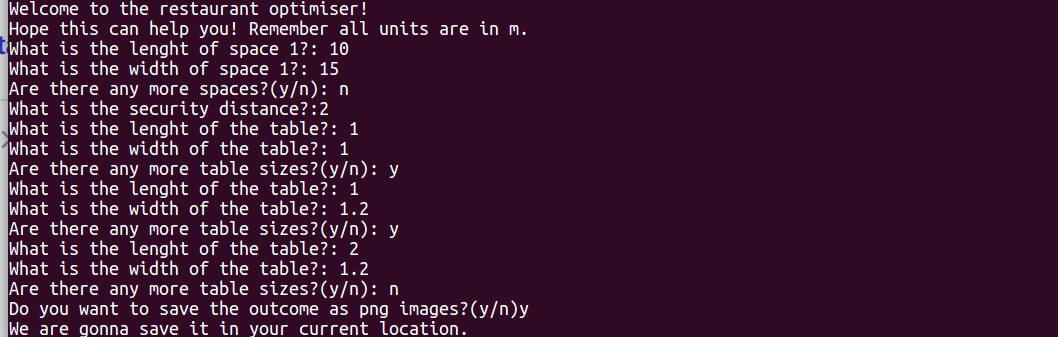 Welcome to the restaurant optimiser!
Hope this can help you! Remember all units are in m.
What is the lenght of space 1?: 10
What is the width of space 1?: 15
Are there any more spaces?(y/n): n
What is the security distance?:2
What is the lenght of the table?: 1
What is the width of the table?: 1
Are there any more table sizes?(y/n): y
What is the lenght of the table?: 1
What is the width of the table?: 1.2
Are there any more table sizes?(y/n): y
What is the lenght of the table?: 2
What is the width of the table?: 1.2
Are there any more table sizes?(y/n): n
Do you want to save the outcome as png images?(y/n)y
We are gonna save it in your current location.